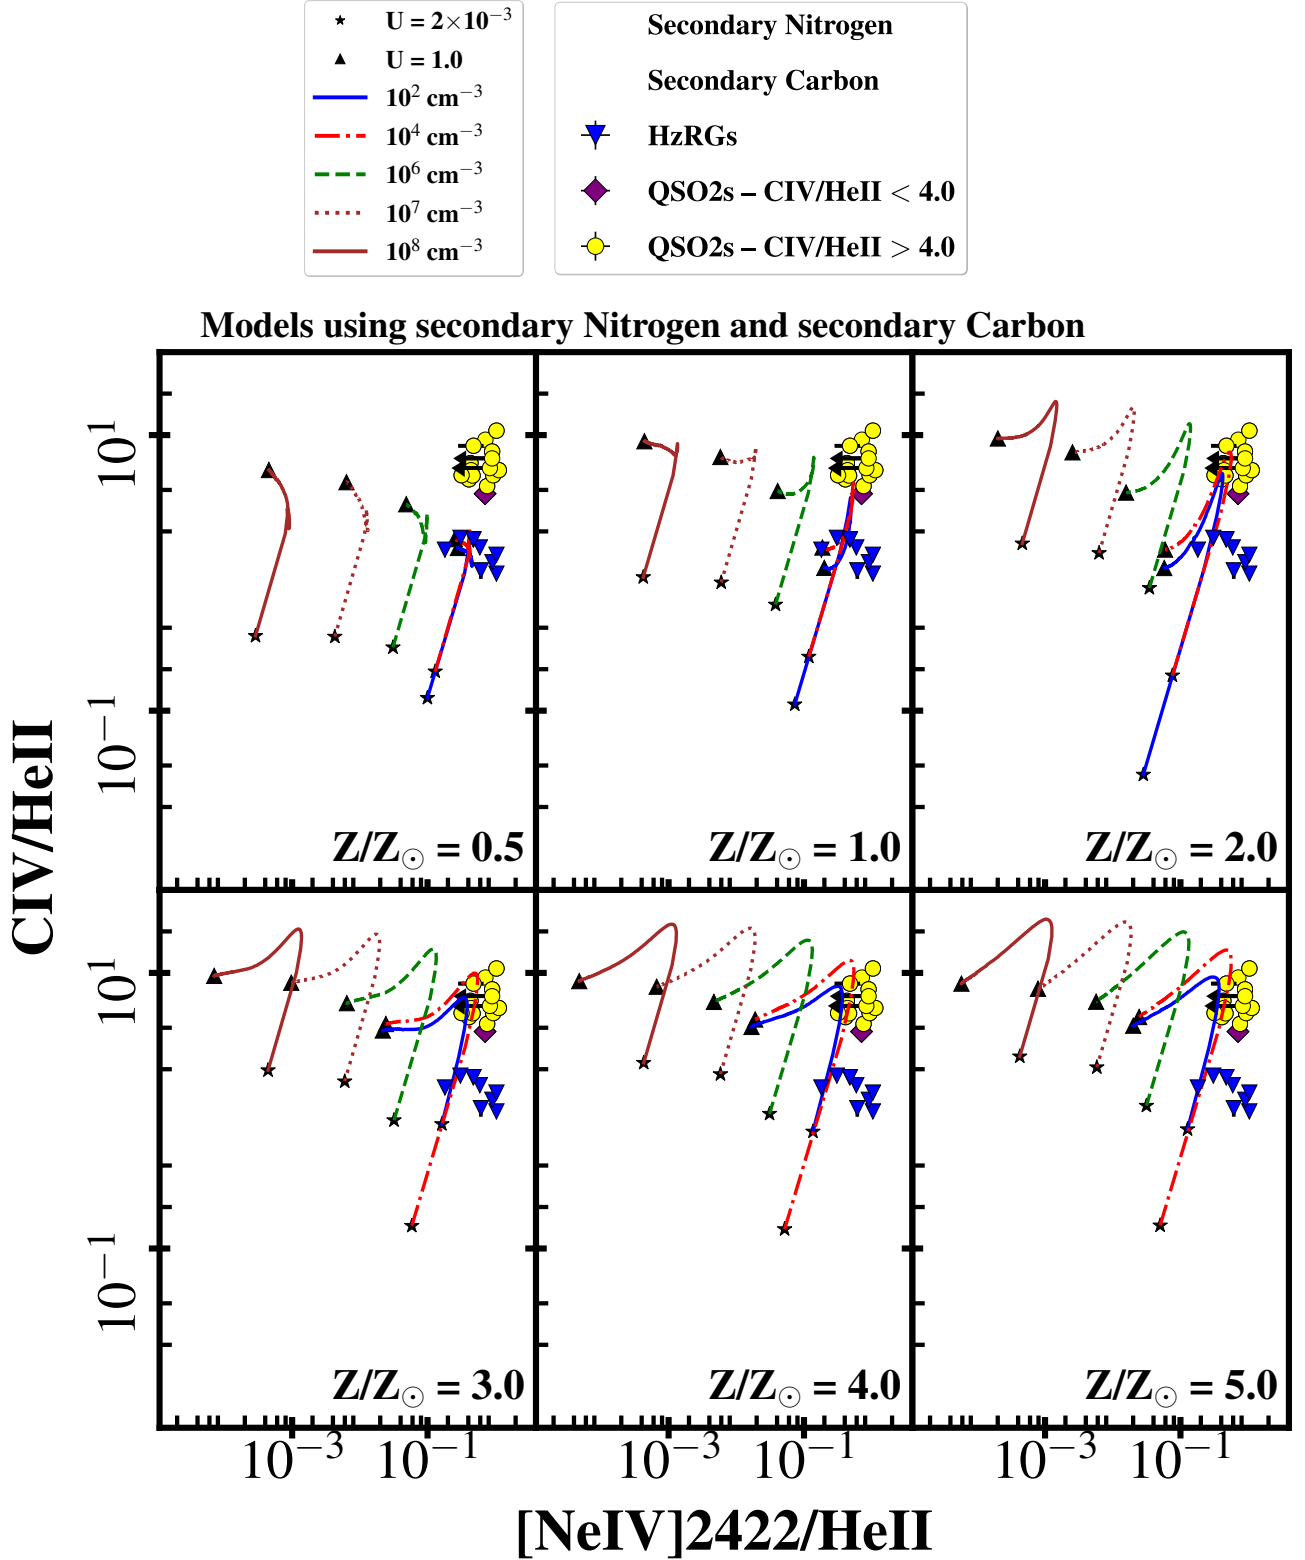 U = 2×10⁻³
U = 1.0
10² cm⁻³
10⁴ cm⁻³
10⁶ cm⁻³
10⁷ cm⁻³
10⁸ cm⁻³
Secondary Nitrogen
Secondary Carbon
HzRGs
QSO2s – CIV/HeII < 4.0
QSO2s – CIV/HeII > 4.0
Models using secondary Nitrogen and secondary Carbon
CIV/HeII
10¹
10⁻¹
Z/Z☉ = 0.5
Z/Z☉ = 1.0
Z/Z☉ = 2.0
10¹
10⁻¹
Z/Z☉ = 3.0
Z/Z☉ = 4.0
Z/Z☉ = 5.0
10⁻³ 10⁻¹ 10⁻³ 10⁻¹ 10⁻³ 10⁻¹
[NeIV]2422/HeII